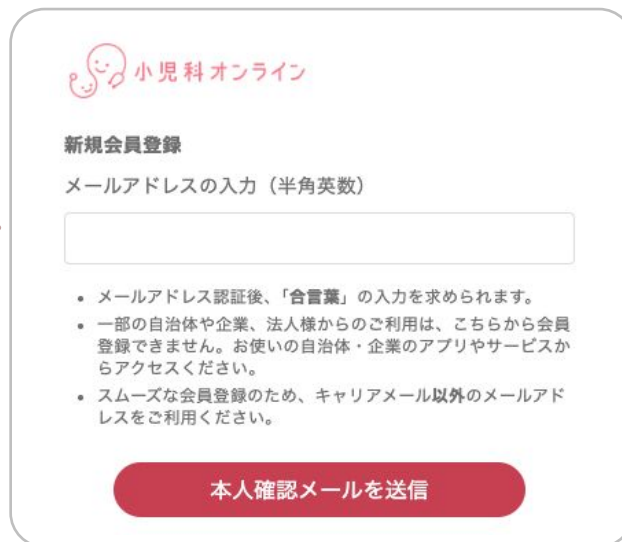 小児科オンライン
新規会員登録
メールアドレスの入力（半角英数）
• メールアドレス認証後、「合言葉」の入力を求められます。
• 一部の自治体や企業、法人様からのご利用は、こちらから会員
登録できません。お使いの自治体・企業のアプリやサービスか
らアクセスください。
• スムーズな会員登録のため、キャリアメール以外のメールアド
レスをご利用ください。
本人確認メールを送信